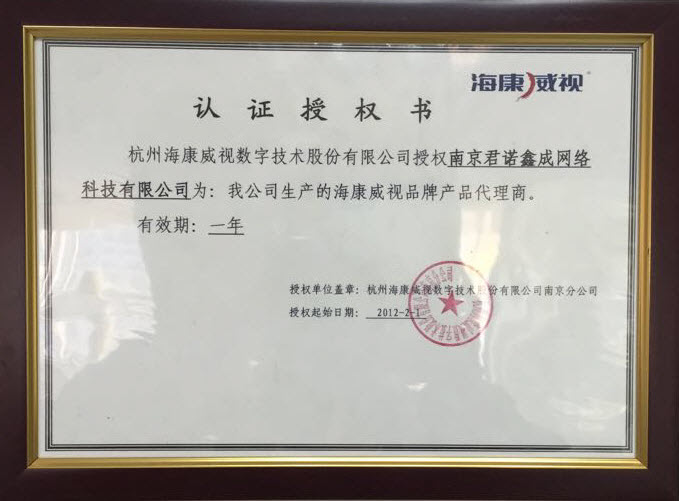 海康威视
认证授权书
杭州海康威视数字技术股份有限公司授权南京君诺鑫成网络
科技有限公司为：我公司生产的海康威视品牌产品代理商。
有效期：一年
授权单位盖章：杭州海康威视数字技术股份有限公司南京分公司
授权起始日期：2012-2-1